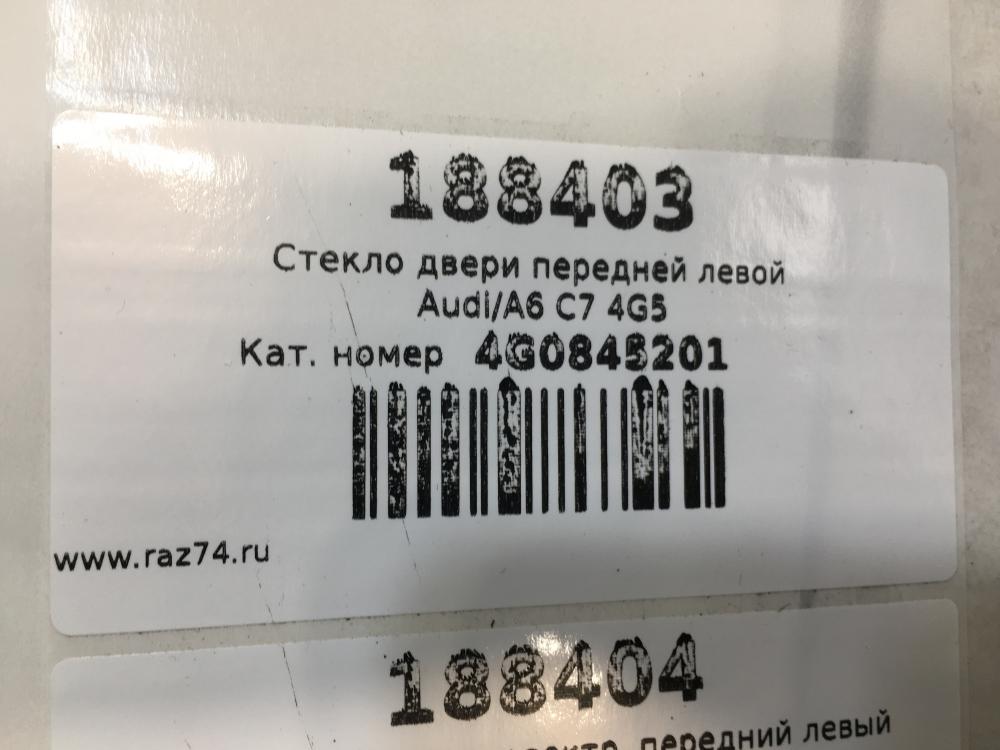 188403
Стекло двери передней левой
Audi/A6 C7 4G5
Кат. номер 4G0845201
www.raz74.ru
188404
передний левый